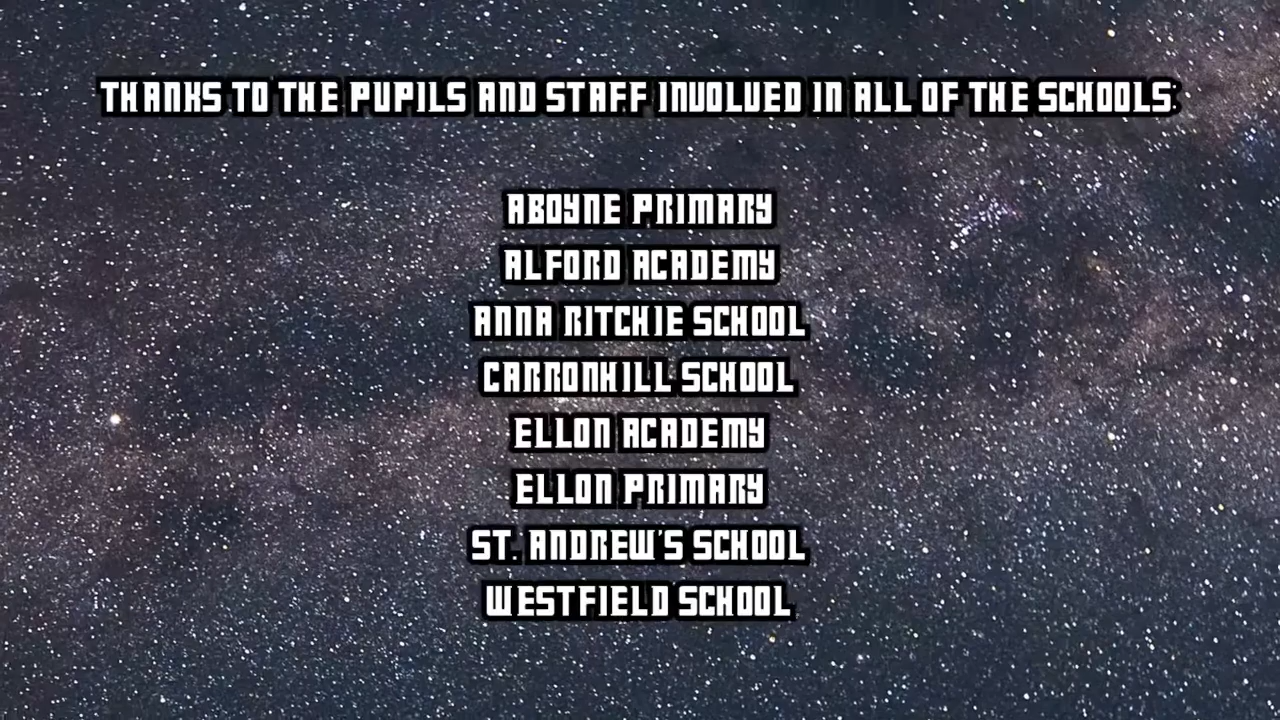 THANKS TO THE PUPILS AND STAFF INVOLVED IN ALL OF THE SCHOOLS:
ABOYNE PRIMARY
ALFORD ACADEMY
ANNA RITCHIE SCHOOL
CARRONHILL SCHOOL
ELLON ACADEMY
ELLON PRIMARY
ST. ANDREW'S SCHOOL
WESTFIELD SCHOOL